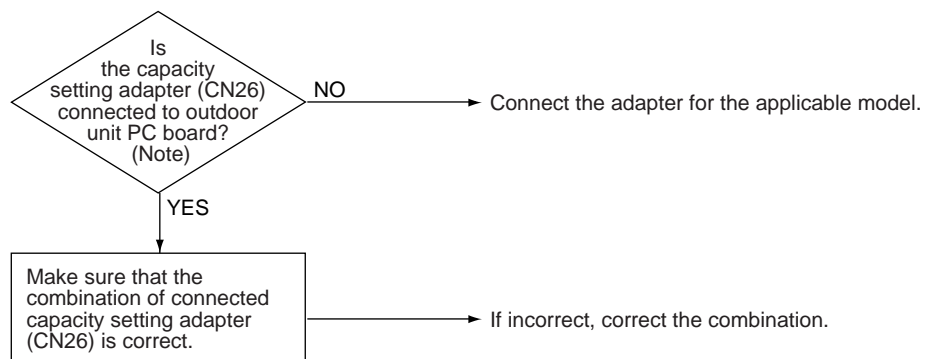 Is
the capacity
setting adapter (CN26)
connected to outdoor
unit PC board?
(Note)
NO
Connect the adapter for the applicable model.
YES
Make sure that the
combination of connected
capacity setting adapter
(CN26) is correct.
If incorrect, correct the combination.